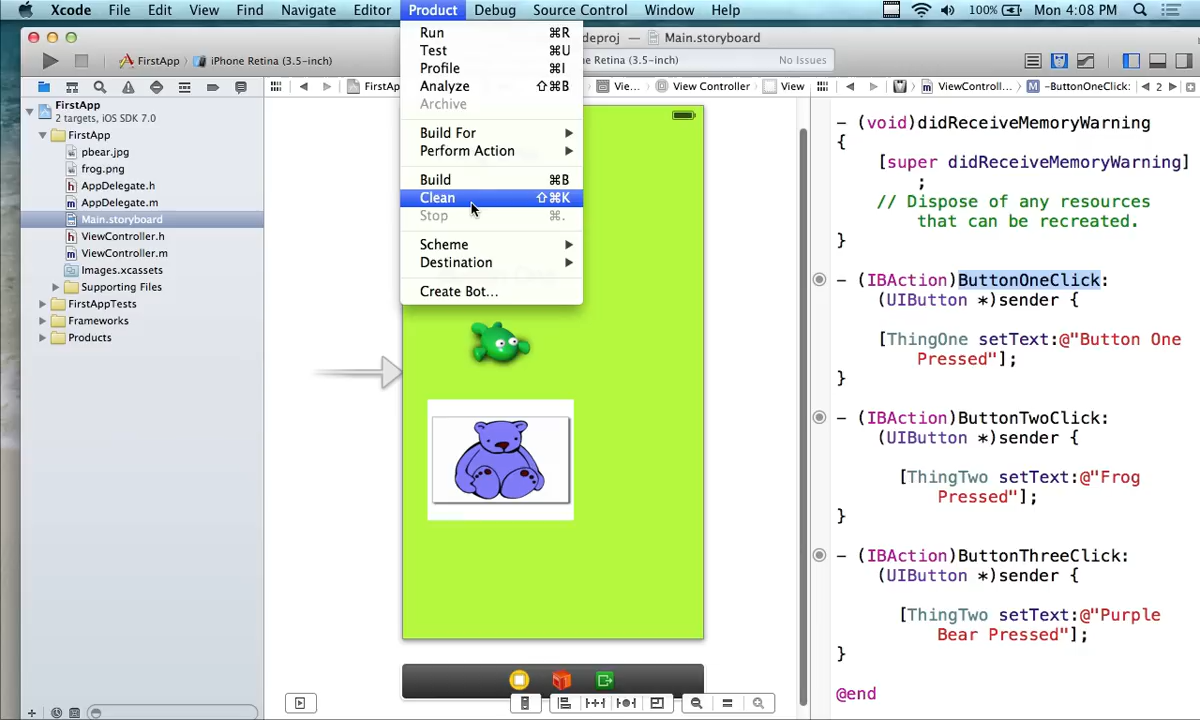 Xcode File Edit View Find Navigate Editor Product Debug Source Control Window Help 100% Mon 4:08 PM
deproj — Main.storyboard
FirstApp iPhone Retina (3.5-inch)
e Retina (3.5-inch) No Issues
FirstAp
Vie... View Controller View
ViewControll... M -ButtonOneClick: 2
FirstApp
2 targets, iOS SDK 7.0
FirstApp
pbear.jpg
frog.png
h AppDelegate.h
m AppDelegate.m
Main.storyboard
h ViewController.h
m ViewController.m
Images.xcassets
Supporting Files
FirstAppTests
Frameworks
Products
Run ⌘R
Test ⌘U
Profile ⌘I
Analyze ⇧⌘B
Archive
Build For
Perform Action
Build ⌘B
Clean ⇧⌘K
Stop ⌘.
Scheme
Destination
Create Bot...
- (void)didReceiveMemoryWarning
{
[super didReceiveMemoryWarning]
;
// Dispose of any resources
that can be recreated.
}
- (IBAction)ButtonOneClick:
(UIButton *)sender {
[ThingOne setText:@"Button One
Pressed"];
}
- (IBAction)ButtonTwoClick:
(UIButton *)sender {
[ThingTwo setText:@"Frog
Pressed"];
}
- (IBAction)ButtonThreeClick:
(UIButton *)sender {
[ThingTwo setText:@"Purple
Bear Pressed"];
}
@end